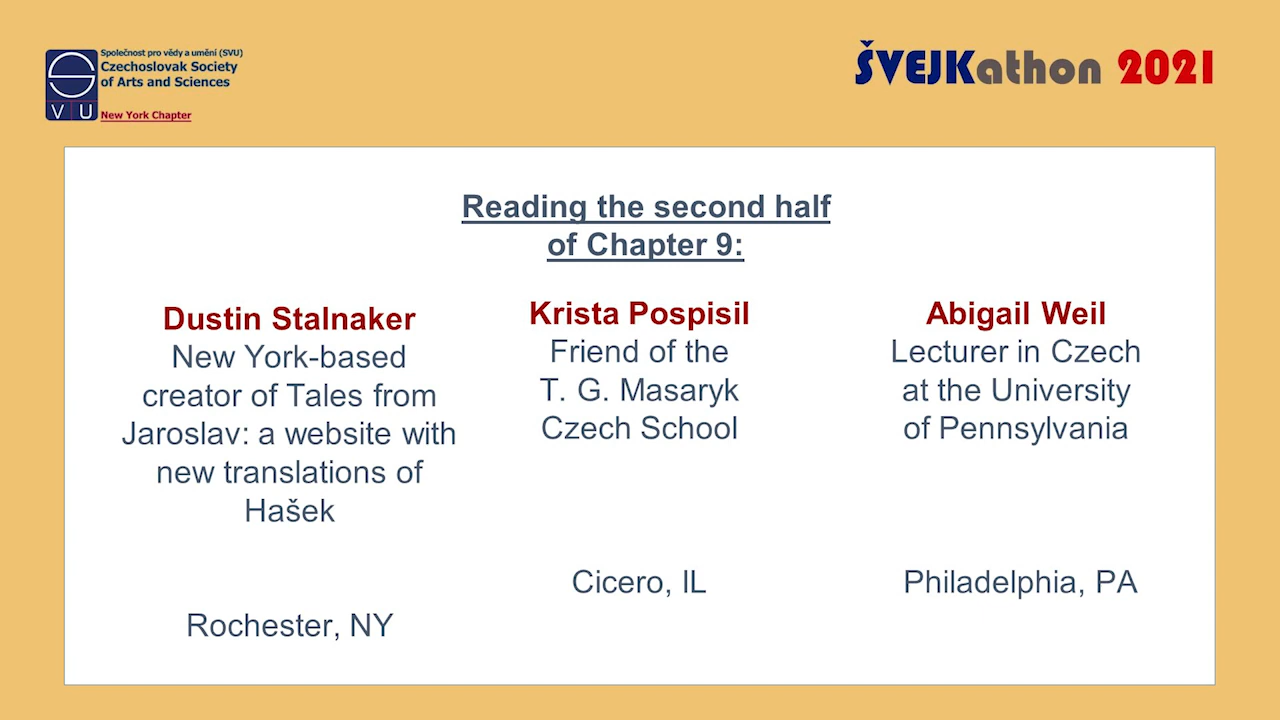 Společnost pro vědy a umění (SVU)
Czechoslovak Society
of Arts and Sciences
S
V U
New York Chapter
ŠVEJKathon 2021
Reading the second half
of Chapter 9:
Dustin Stalnaker
New York-based
creator of Tales from
Jaroslav: a website with
new translations of
Hašek
Rochester, NY
Krista Pospisil
Friend of the
T. G. Masaryk
Czech School
Cicero, IL
Abigail Weil
Lecturer in Czech
at the University
of Pennsylvania
Philadelphia, PA